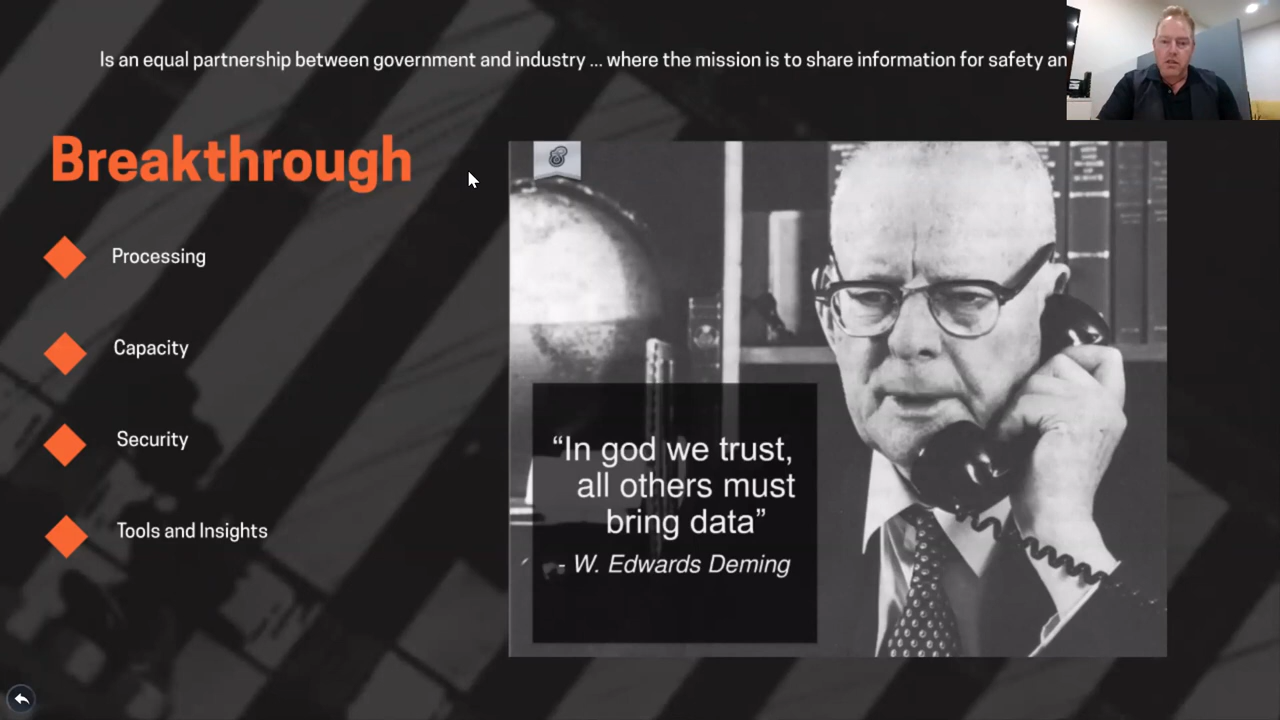 Is an equal partnership between government and industry ... where the mission is to share information for safety an
Breakthrough
Processing
Capacity
Security
Tools and Insights
“In god we trust,
all others must
bring data”
- W. Edwards Deming